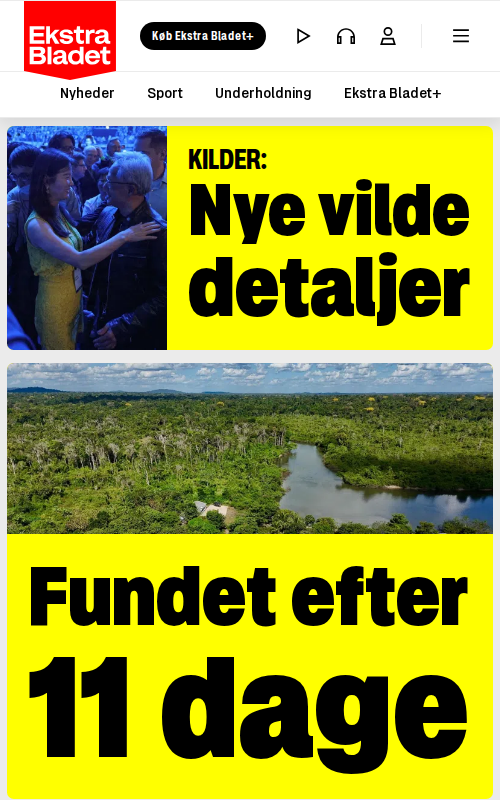 Ekstra
Bladet
Køb Ekstra Bladet+
Nyheder
Sport
Underholdning
Ekstra Bladet+
KILDER:
Nye vilde
detaljer
Fundet efter
11 dage